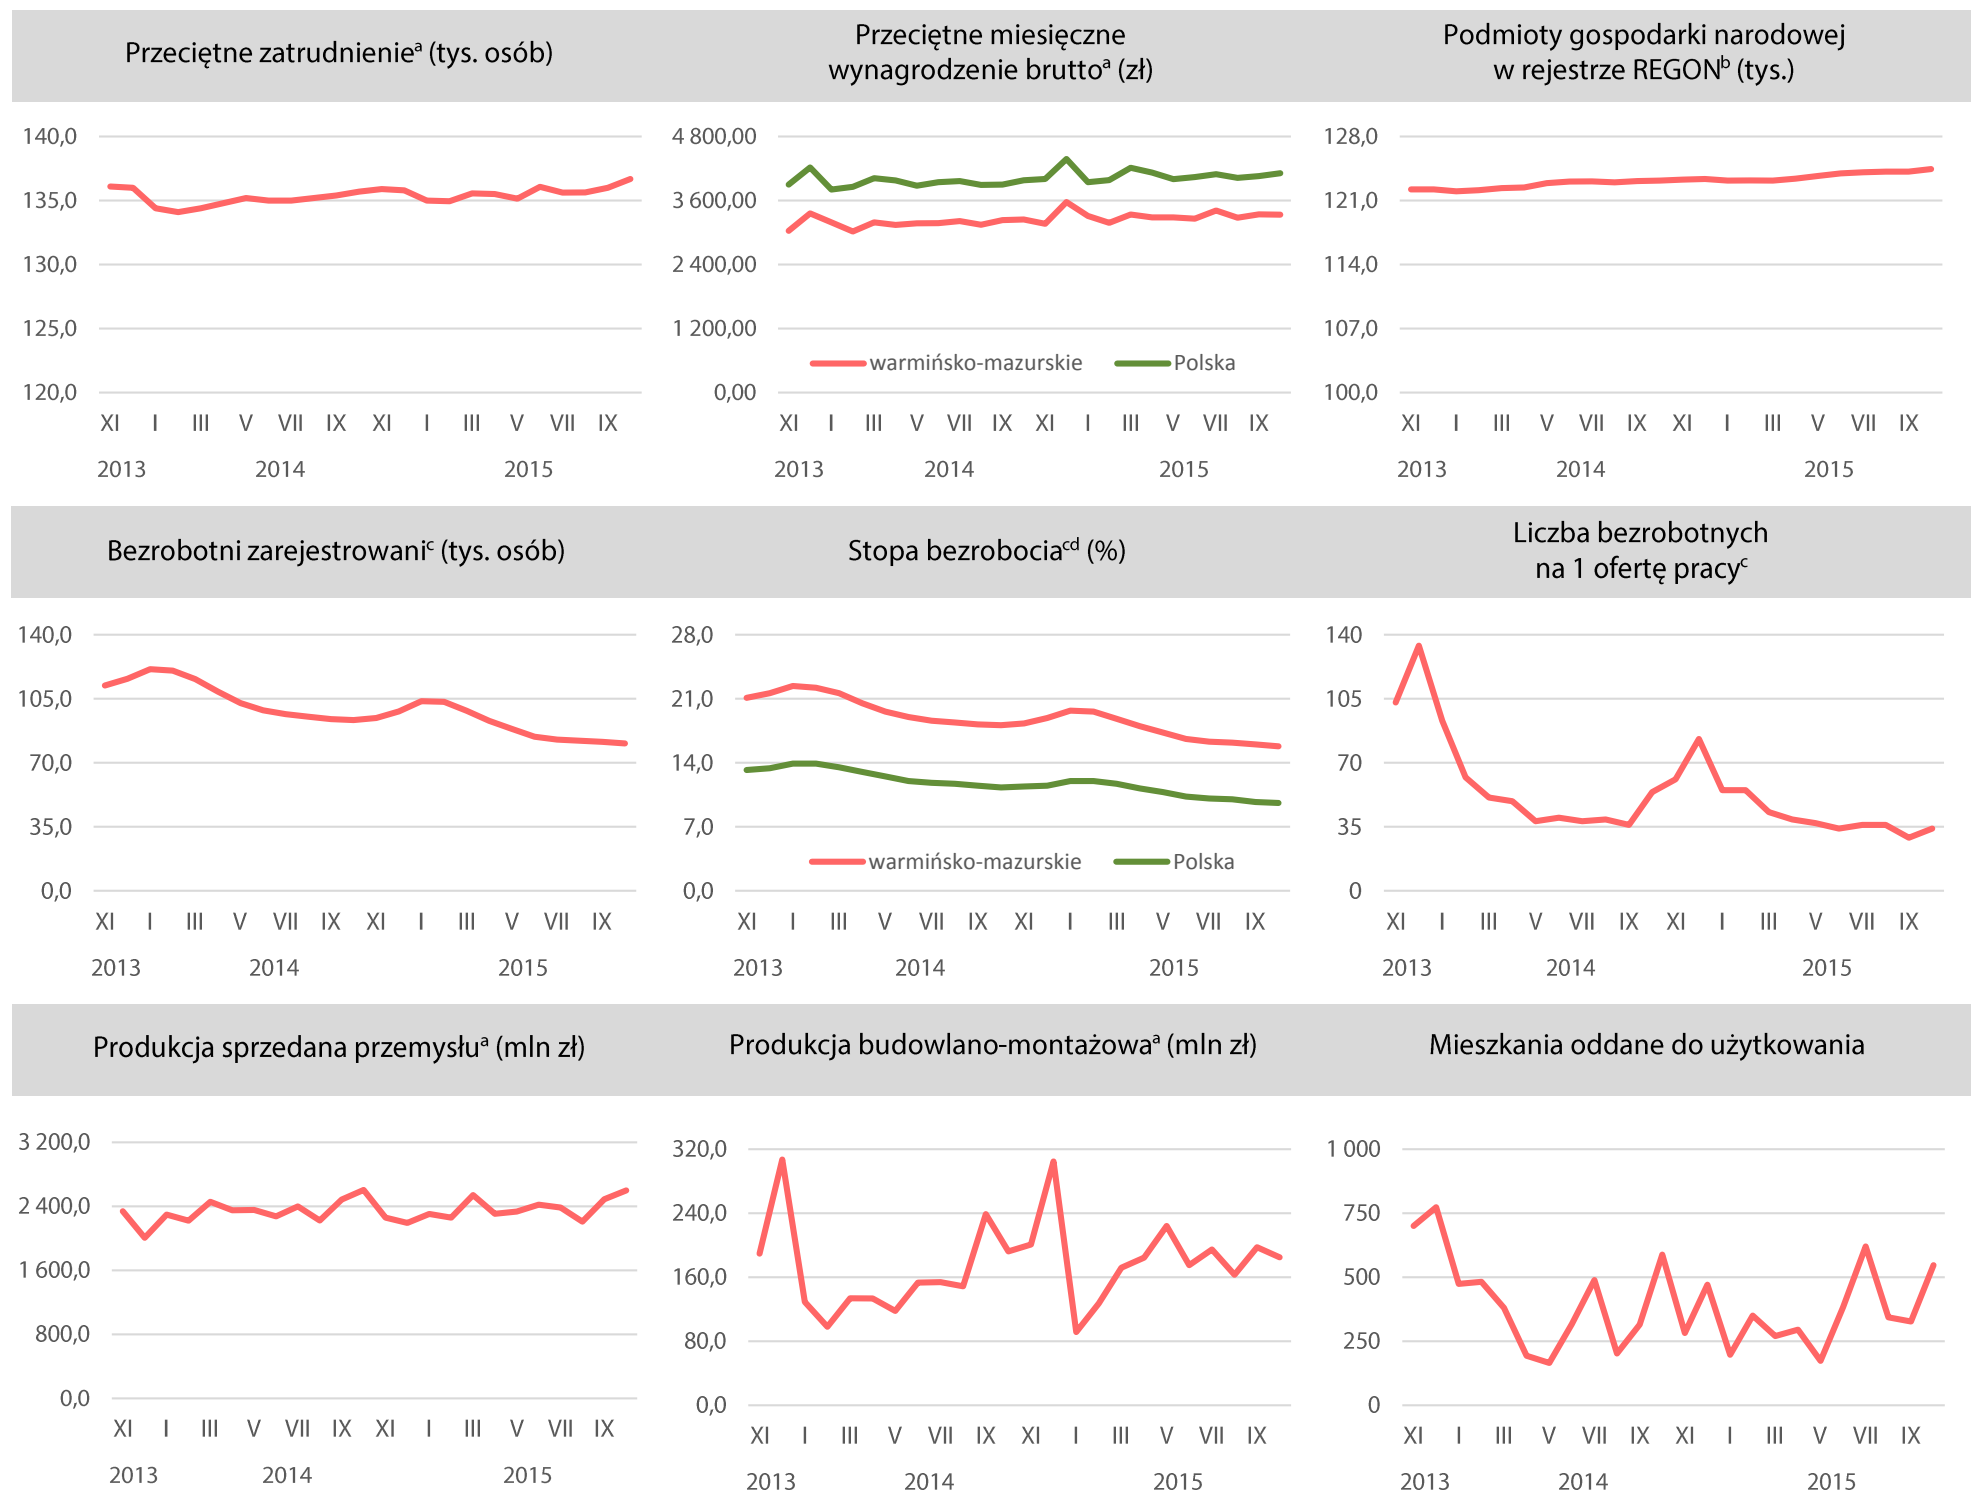 Przeciętne zatrudnienieᵃ (tys. osób)
Przeciętne miesięczne
wynagrodzenie bruttoᵃ (zł)
Podmioty gospodarki narodowej
w rejestrze REGONᵇ (tys.)
140,0
135,0
130,0
125,0
120,0
XI I III V VII IX XI I III V VII IX
2013 2014 2015
4 800,00
3 600,00
2 400,00
1 200,00
0,00
warmińsko-mazurskie Polska
XI I III V VII IX XI I III V VII IX
2013 2014 2015
128,0
121,0
114,0
107,0
100,0
XI I III V VII IX XI I III V VII IX
2013 2014 2015
Bezrobotni zarejestrowaniᶜ (tys. osób)
Stopa bezrobociaᶜᵈ (%)
Liczba bezrobotnych
na 1 ofertę pracyᶜ
140,0
105,0
70,0
35,0
0,0
XI I III V VII IX XI I III V VII IX
2013 2014 2015
28,0
21,0
14,0
7,0
0,0
warmińsko-mazurskie Polska
XI I III V VII IX XI I III V VII IX
2013 2014 2015
140
105
70
35
0
XI I III V VII IX XI I III V VII IX
2013 2014 2015
Produkcja sprzedana przemysłuᵃ (mln zł)
Produkcja budowlano-montażowaᵃ (mln zł)
Mieszkania oddane do użytkowania
3 200,0
2 400,0
1 600,0
800,0
0,0
XI I III V VII IX XI I III V VII IX
2013 2014 2015
320,0
240,0
160,0
80,0
0,0
XI I III V VII IX XI I III V VII IX
2013 2014 2015
1 000
750
500
250
0
XI I III V VII IX XI I III V VII IX
2013 2014 2015